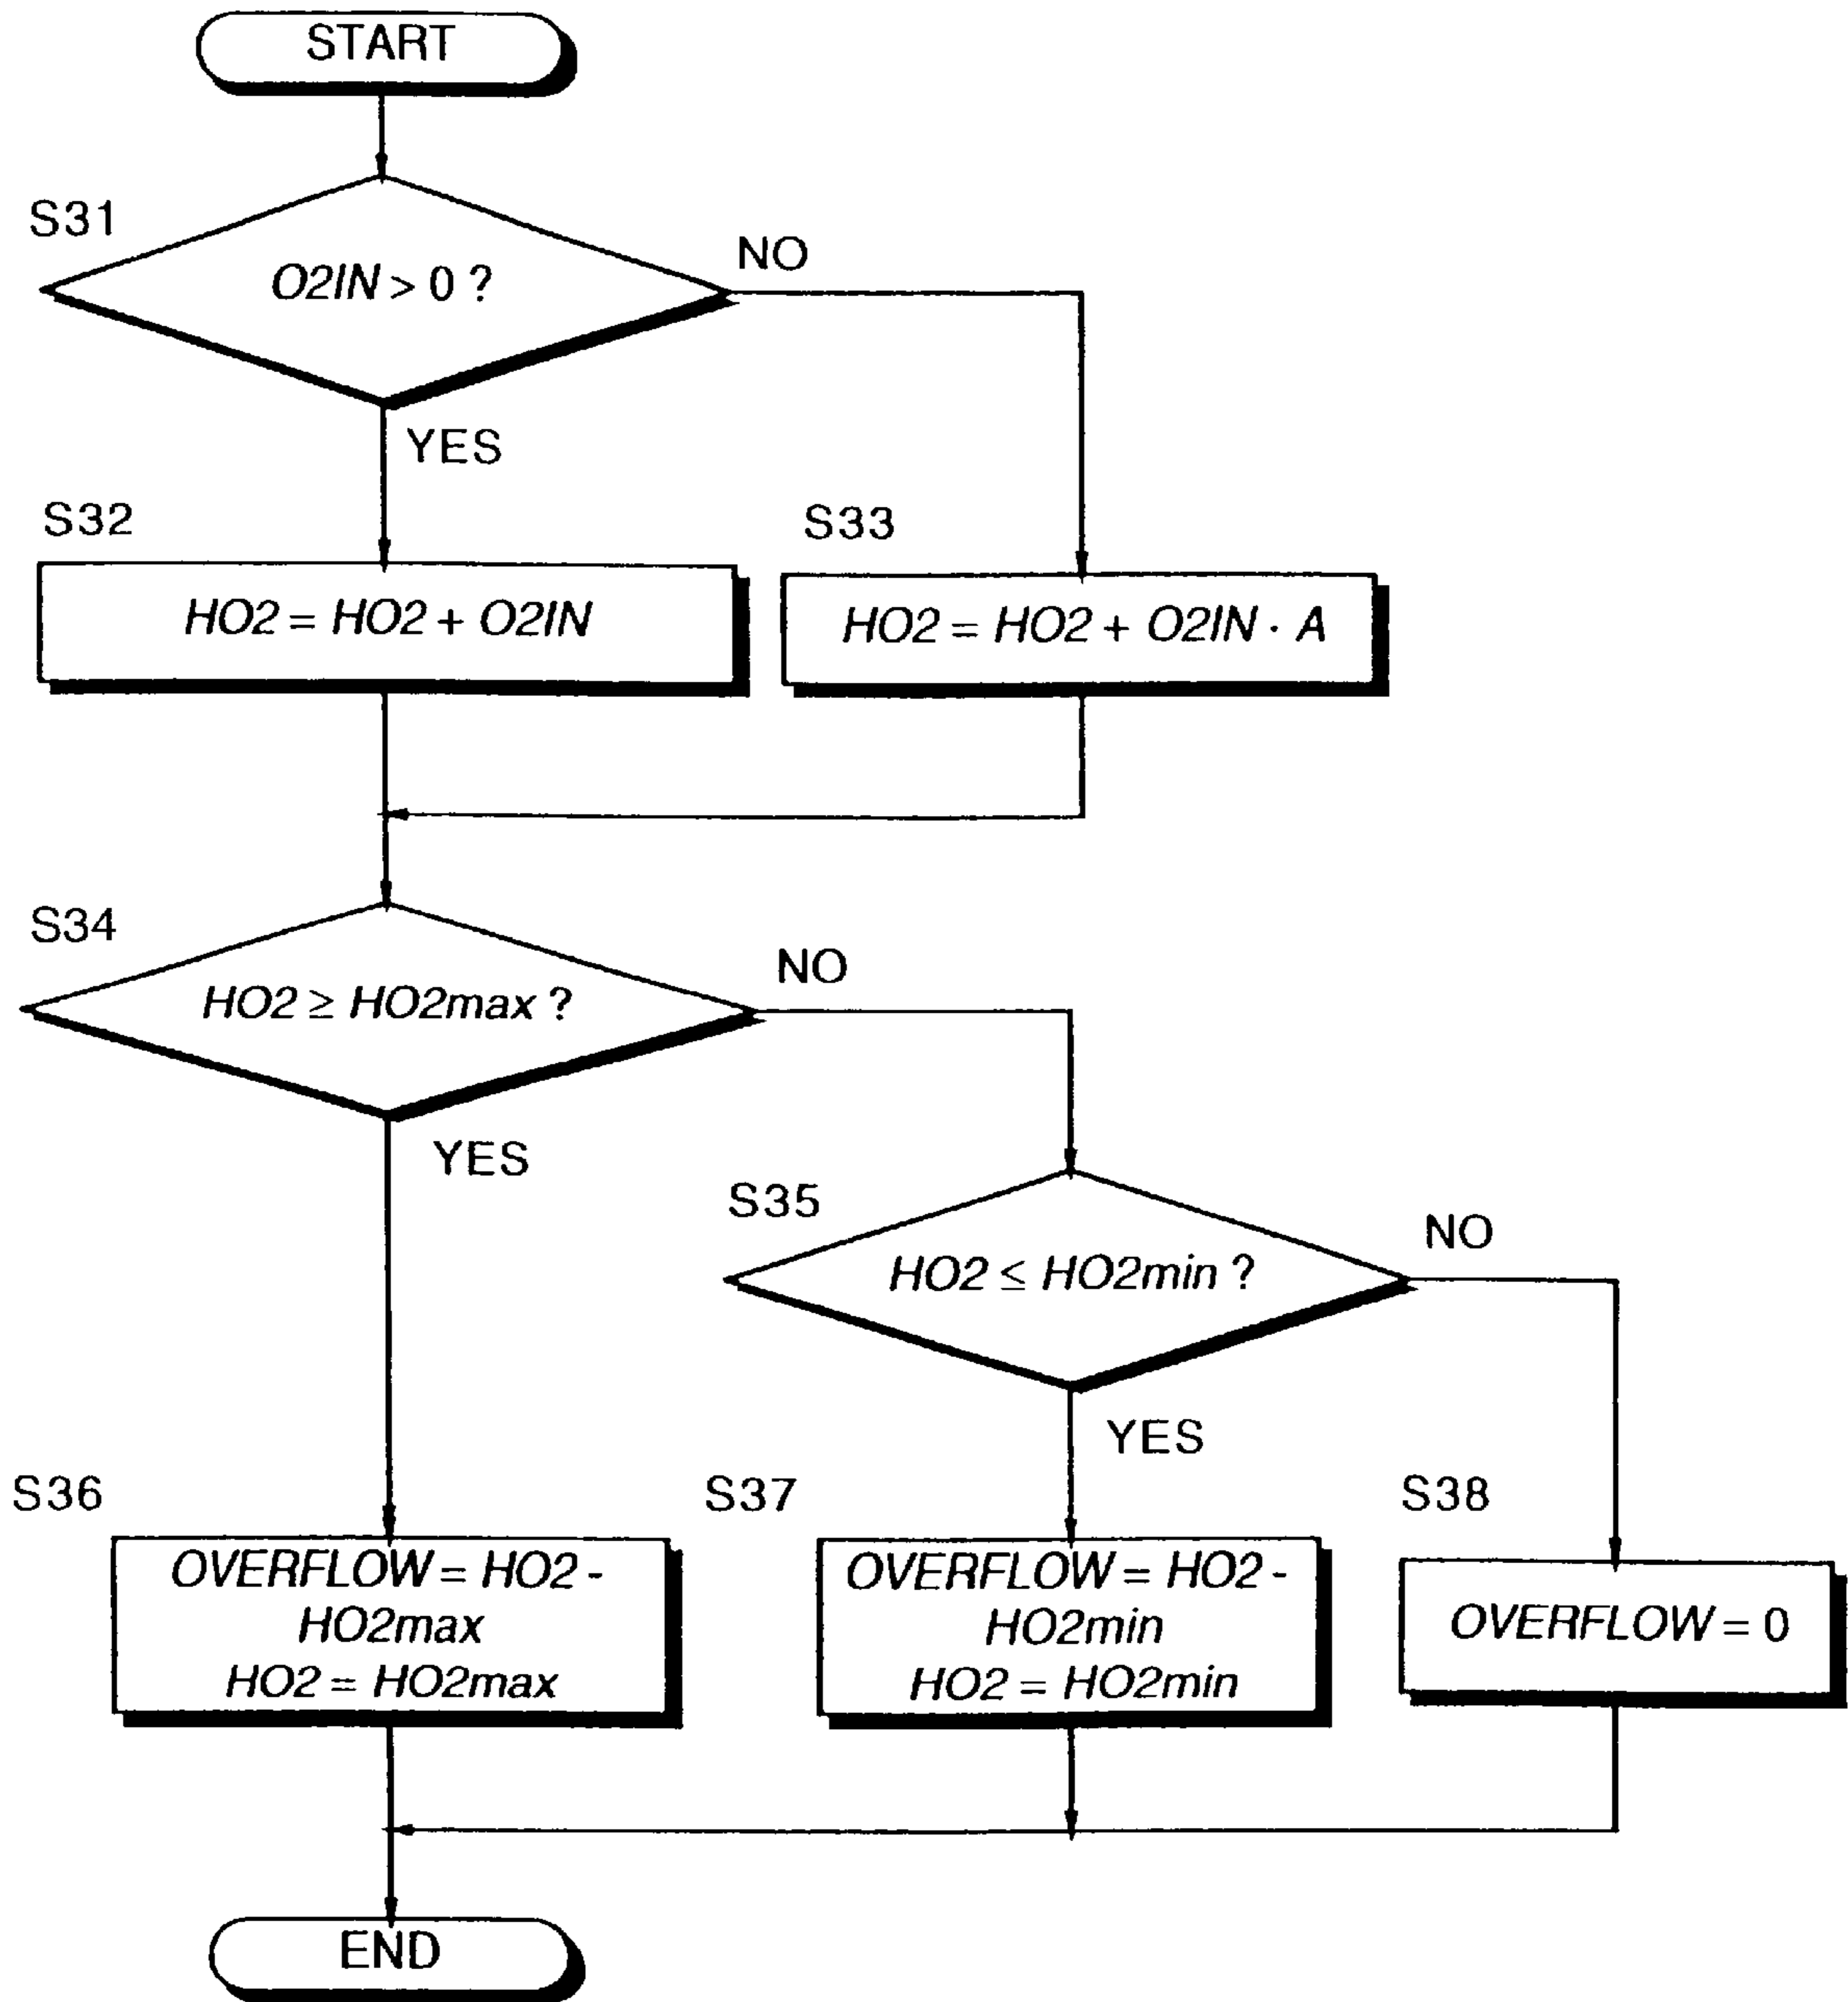 START
S31
O2IN > 0 ?
NO
YES
S32
HO2 = HO2 + O2IN
S33
HO2 = HO2 + O2IN · A
S34
HO2 ≥ HO2max ?
NO
YES
S35
HO2 ≤ HO2min ?
NO
YES
S36
OVERFLOW = HO2 -
HO2max
HO2 = HO2max
S37
OVERFLOW = HO2 -
HO2min
HO2 = HO2min
S38
OVERFLOW = 0
END